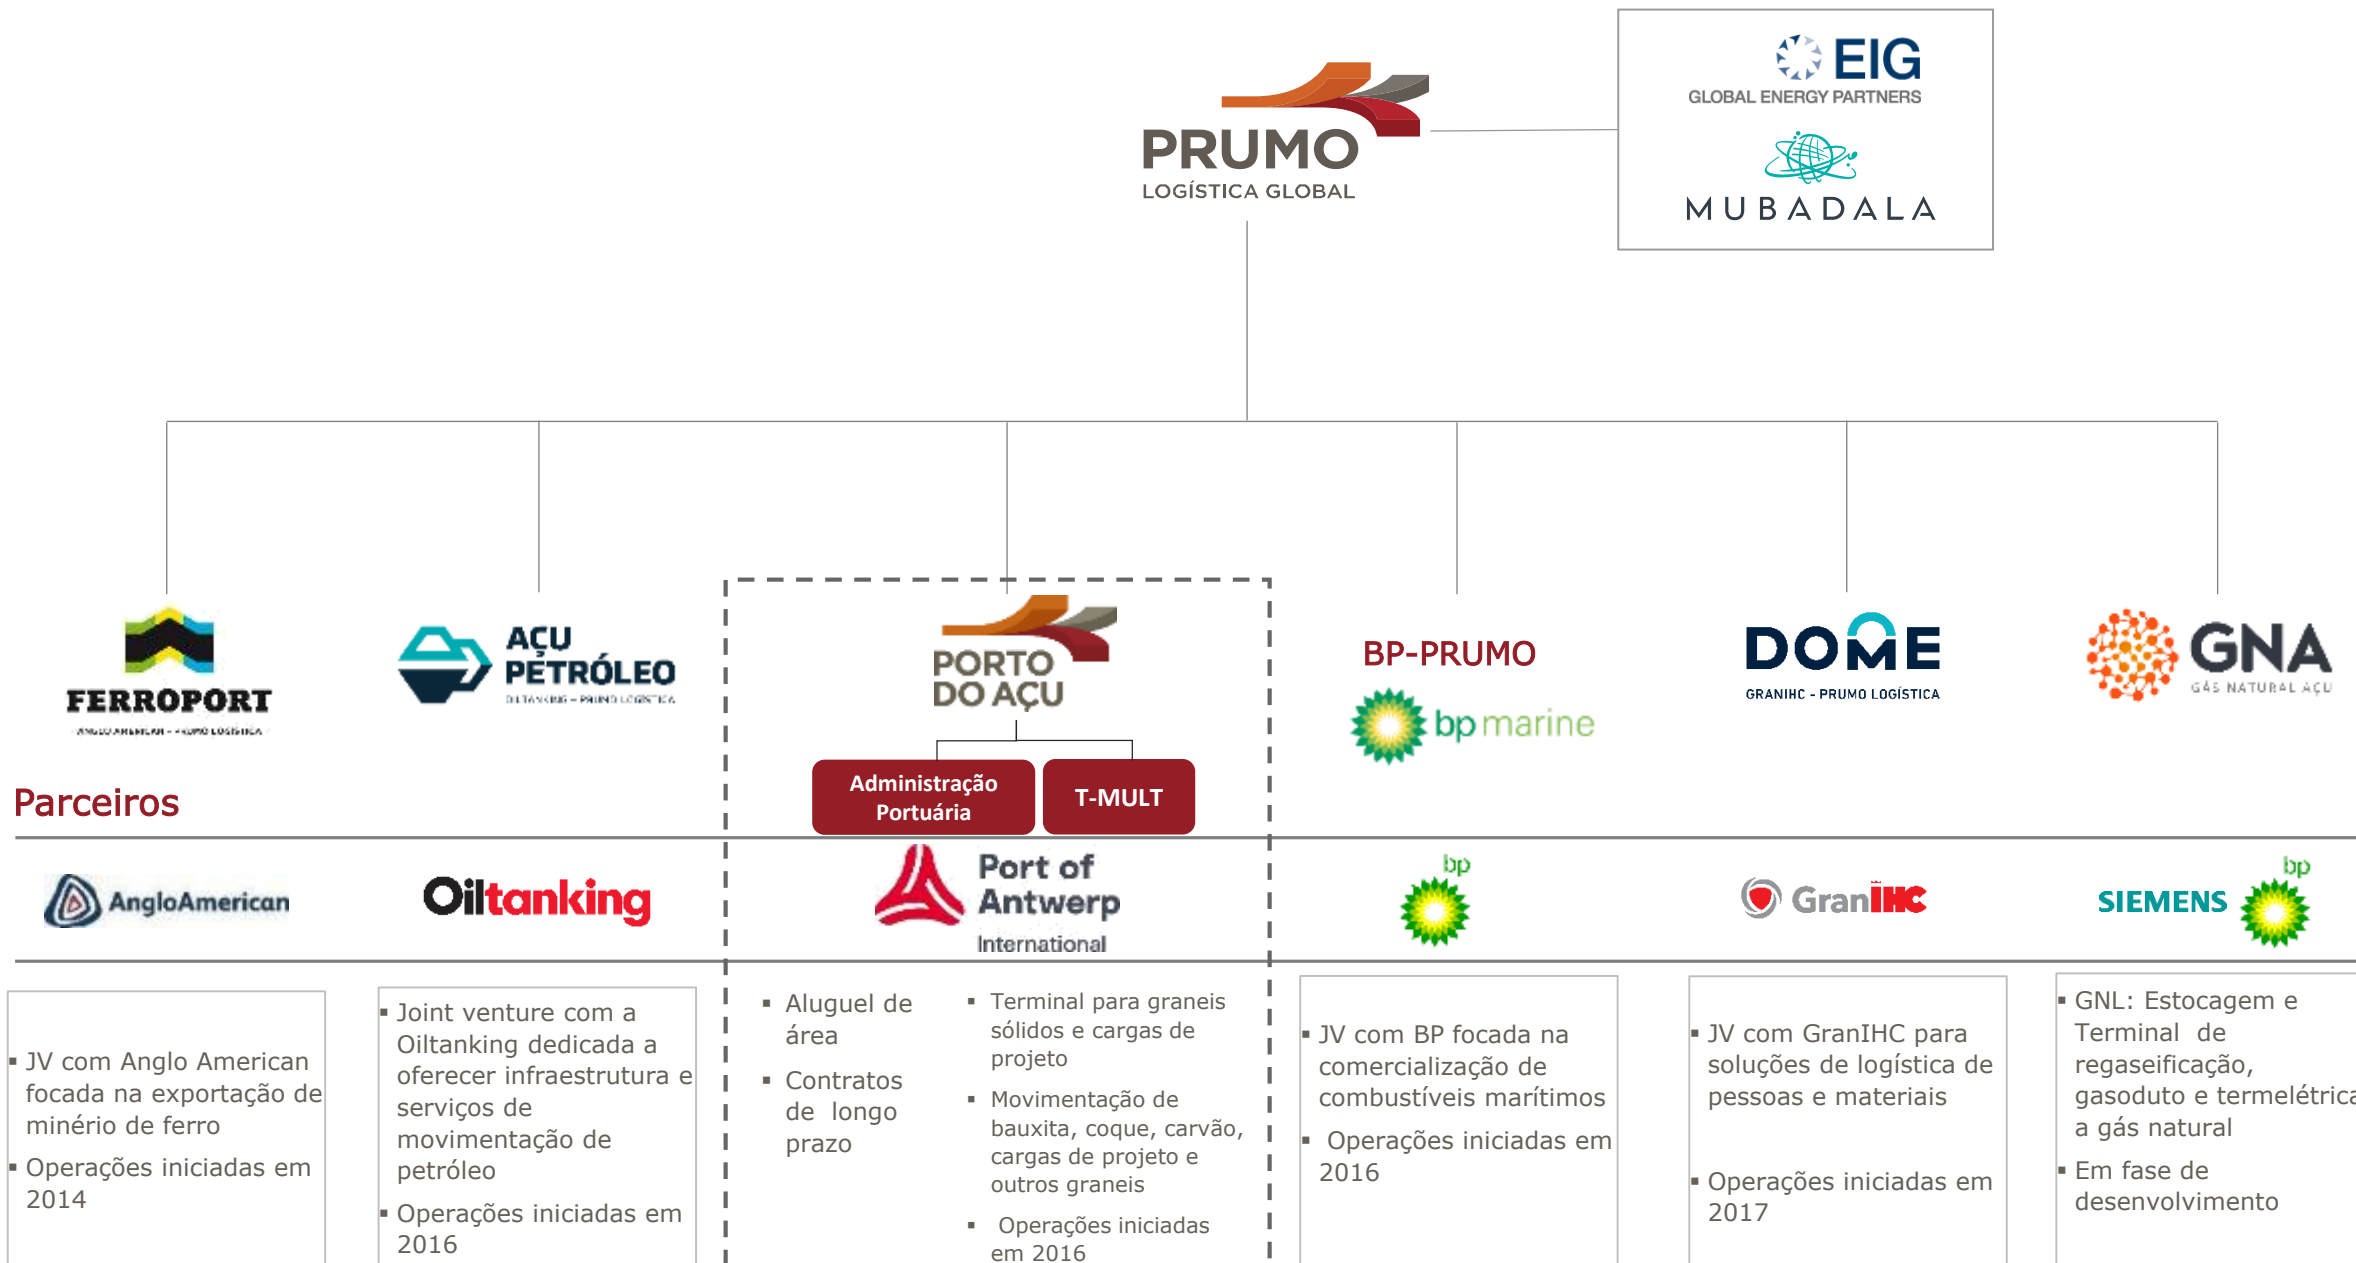 EIG
GLOBAL ENERGY PARTNERS
MUBADALA
PRUMO
LOGÍSTICA GLOBAL
FERROPORT
ANGLO AMERICAN - PRUMO LOGÍSTICA
AÇU
PETRÓLEO
OILTANKING – PRUMO LOGÍSTICA
PORTO
DO AÇU
Administração
Portuária
T-MULT
BP-PRUMO
bp marine
DOME
GRANIHC - PRUMO LOGÍSTICA
GNA
GÁS NATURAL AÇU
Parceiros
AngloAmerican
Oiltanking
Port of
Antwerp
International
bp
GranIHC
SIEMENS
bp
▪ JV com Anglo American
focada na exportação de
minério de ferro
▪ Operações iniciadas em
2014
▪ Joint venture com a
Oiltanking dedicada a
oferecer infraestrutura e
serviços de
movimentação de
petróleo
▪ Operações iniciadas em
2016
▪ Aluguel de
área
▪ Contratos
de longo
prazo
▪ Terminal para graneis
sólidos e cargas de
projeto
▪ Movimentação de
bauxita, coque, carvão,
cargas de projeto e
outros graneis
▪ Operações iniciadas
em 2016
▪ JV com BP focada na
comercialização de
combustíveis marítimos
▪ Operações iniciadas em
2016
▪ JV com GranIHC para
soluções de logística de
pessoas e materiais
▪ Operações iniciadas em
2017
▪ GNL: Estocagem e
Terminal de
regaseificação,
gasoduto e termelétrica
a gás natural
▪ Em fase de
desenvolvimento